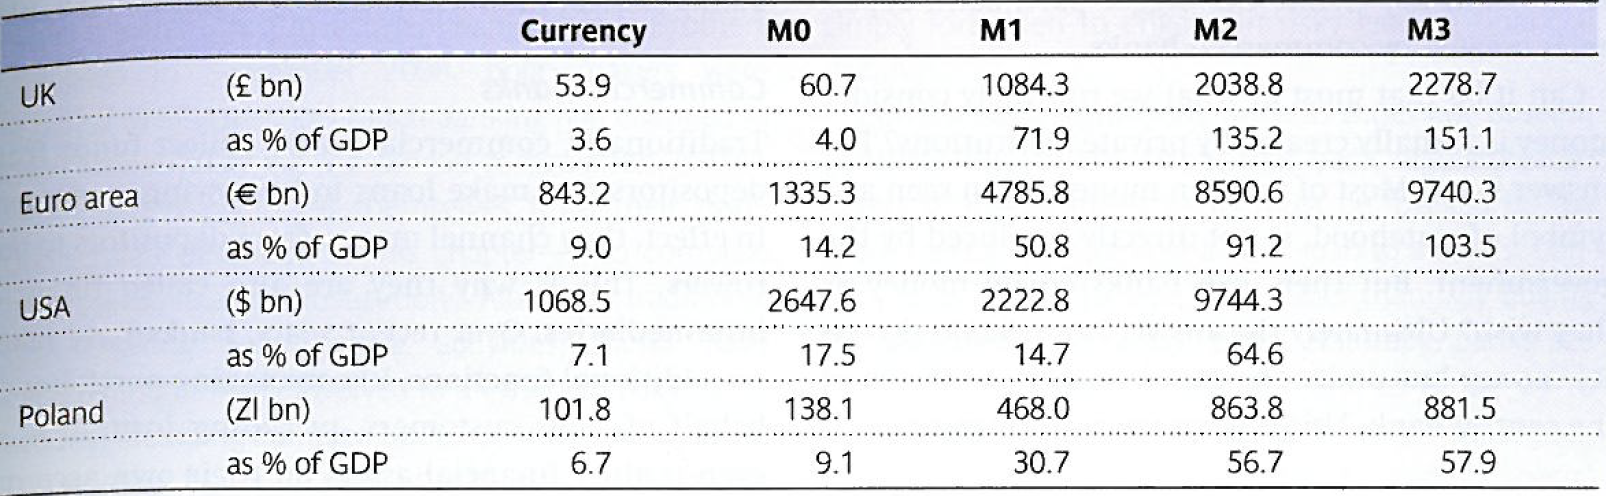 Currency M0 M1 M2 M3
UK (£ bn) 53.9 60.7 1084.3 2038.8 2278.7
as % of GDP 3.6 4.0 71.9 135.2 151.1
Euro area (€ bn) 843.2 1335.3 4785.8 8590.6 9740.3
as % of GDP 9.0 14.2 50.8 91.2 103.5
USA ($ bn) 1068.5 2647.6 2222.8 9744.3
as % of GDP 7.1 17.5 14.7 64.6
Poland (Zl bn) 101.8 138.1 468.0 863.8 881.5
as % of GDP 6.7 9.1 30.7 56.7 57.9